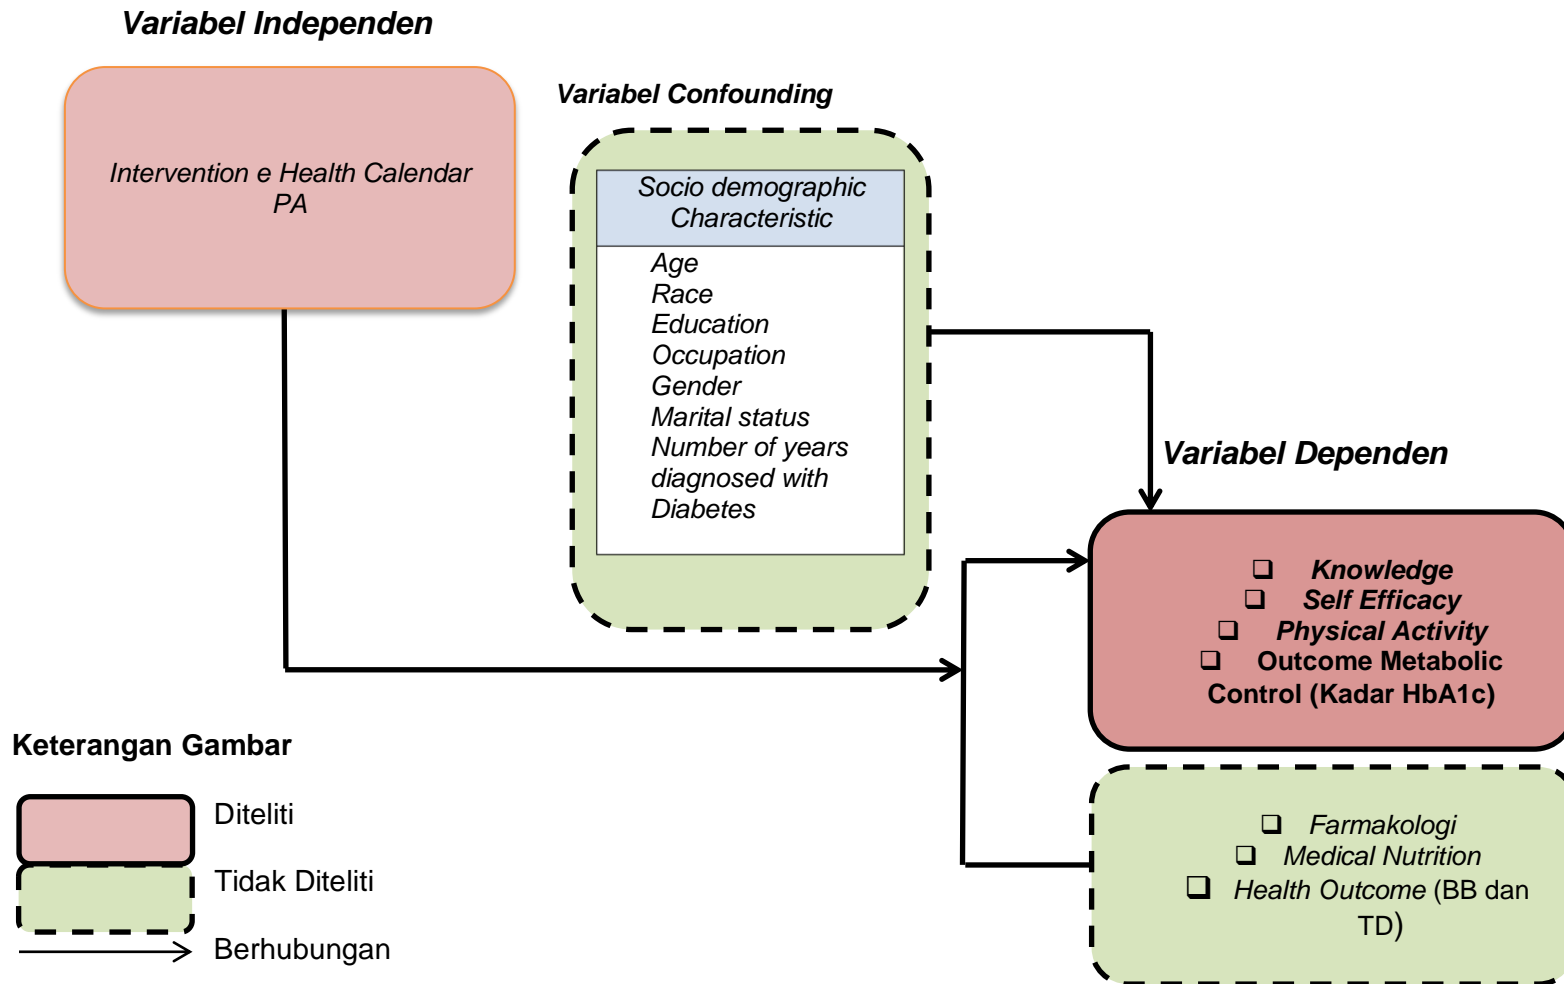 Variabel Independen
Intervention e Health Calendar
PA
Variabel Confounding
Socio demographic
Characteristic
Age
Race
Education
Occupation
Gender
Marital status
Number of years
diagnosed with
Diabetes
Variabel Dependen
❑ Knowledge
❑ Self Efficacy
❑ Physical Activity
❑ Outcome Metabolic
Control (Kadar HbA1c)
❑ Farmakologi
❑ Medical Nutrition
❑ Health Outcome (BB dan
TD)
Keterangan Gambar
Diteliti
Tidak Diteliti
Berhubungan